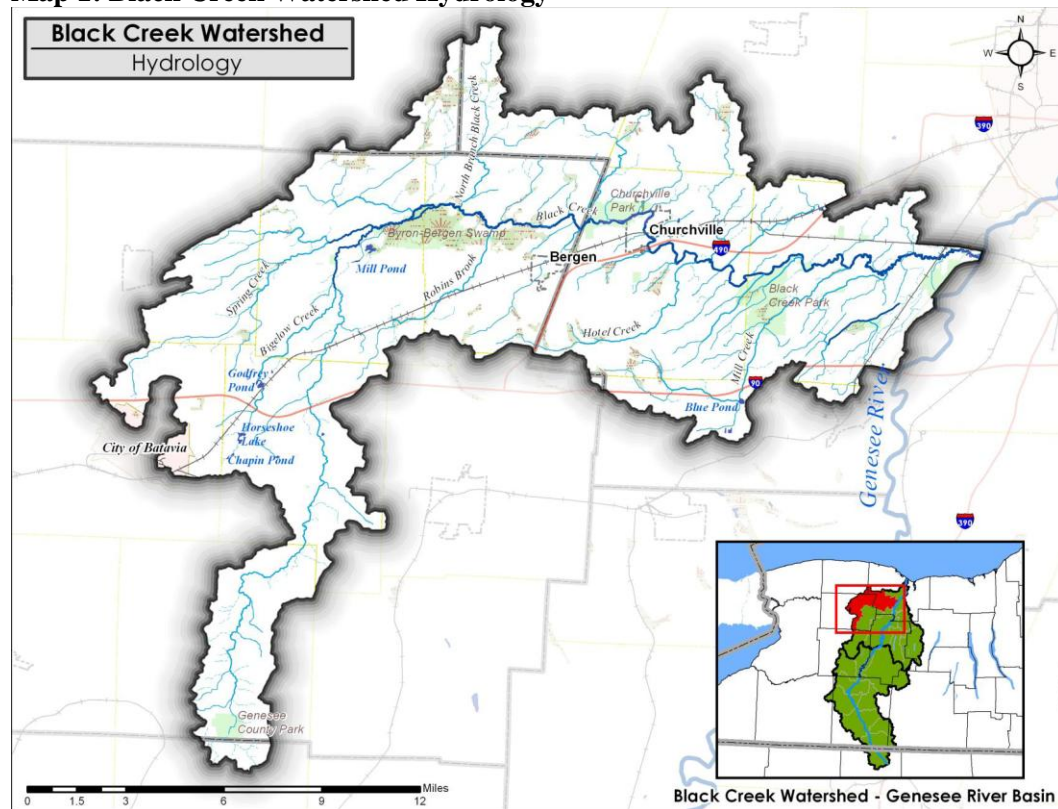 Map 2: Black Creek Watershed Hydrology
Black Creek Watershed
Hydrology
N
W E
S
390
North Branch Black Creek
Churchville
Park
Black Creek
Churchville
490
Byron-Bergen Swamp
Bergen
Mill Pond
Robins Brook
Black
Creek Park
Spring Creek
Bigelow Creek
Hotel Creek
Mill Creek
Godfrey
Pond
90
Blue Pond
Horseshoe
Lake
City of Batavia
Chapin Pond
Genesee River
390
Genesee
County Park
Miles
0 1.5 3 6 9 12
Black Creek Watershed - Genesee River Basin